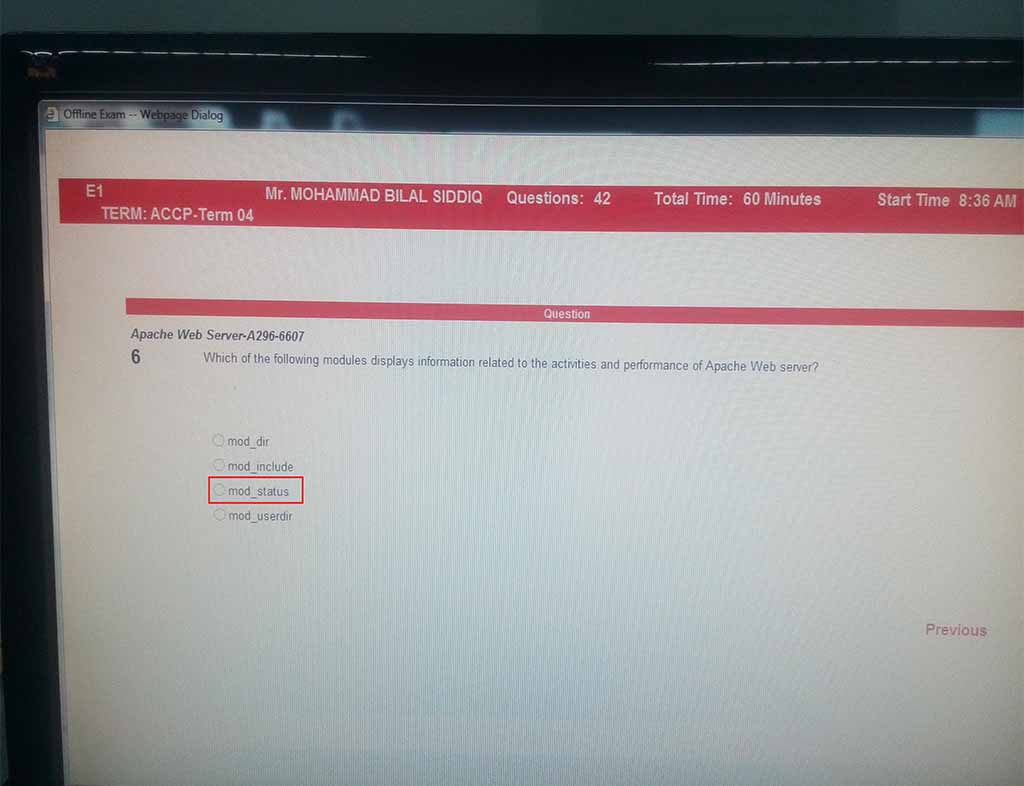 Offline Exam -- Webpage Dialog
E1 Mr. MOHAMMAD BILAL SIDDIQ Questions: 42 Total Time: 60 Minutes Start Time 8:36 AM
TERM: ACCP-Term 04
Question
Apache Web Server-A296-6607
6 Which of the following modules displays information related to the activities and performance of Apache Web server?
mod_dir
mod_include
mod_status
mod_userdir
Previous